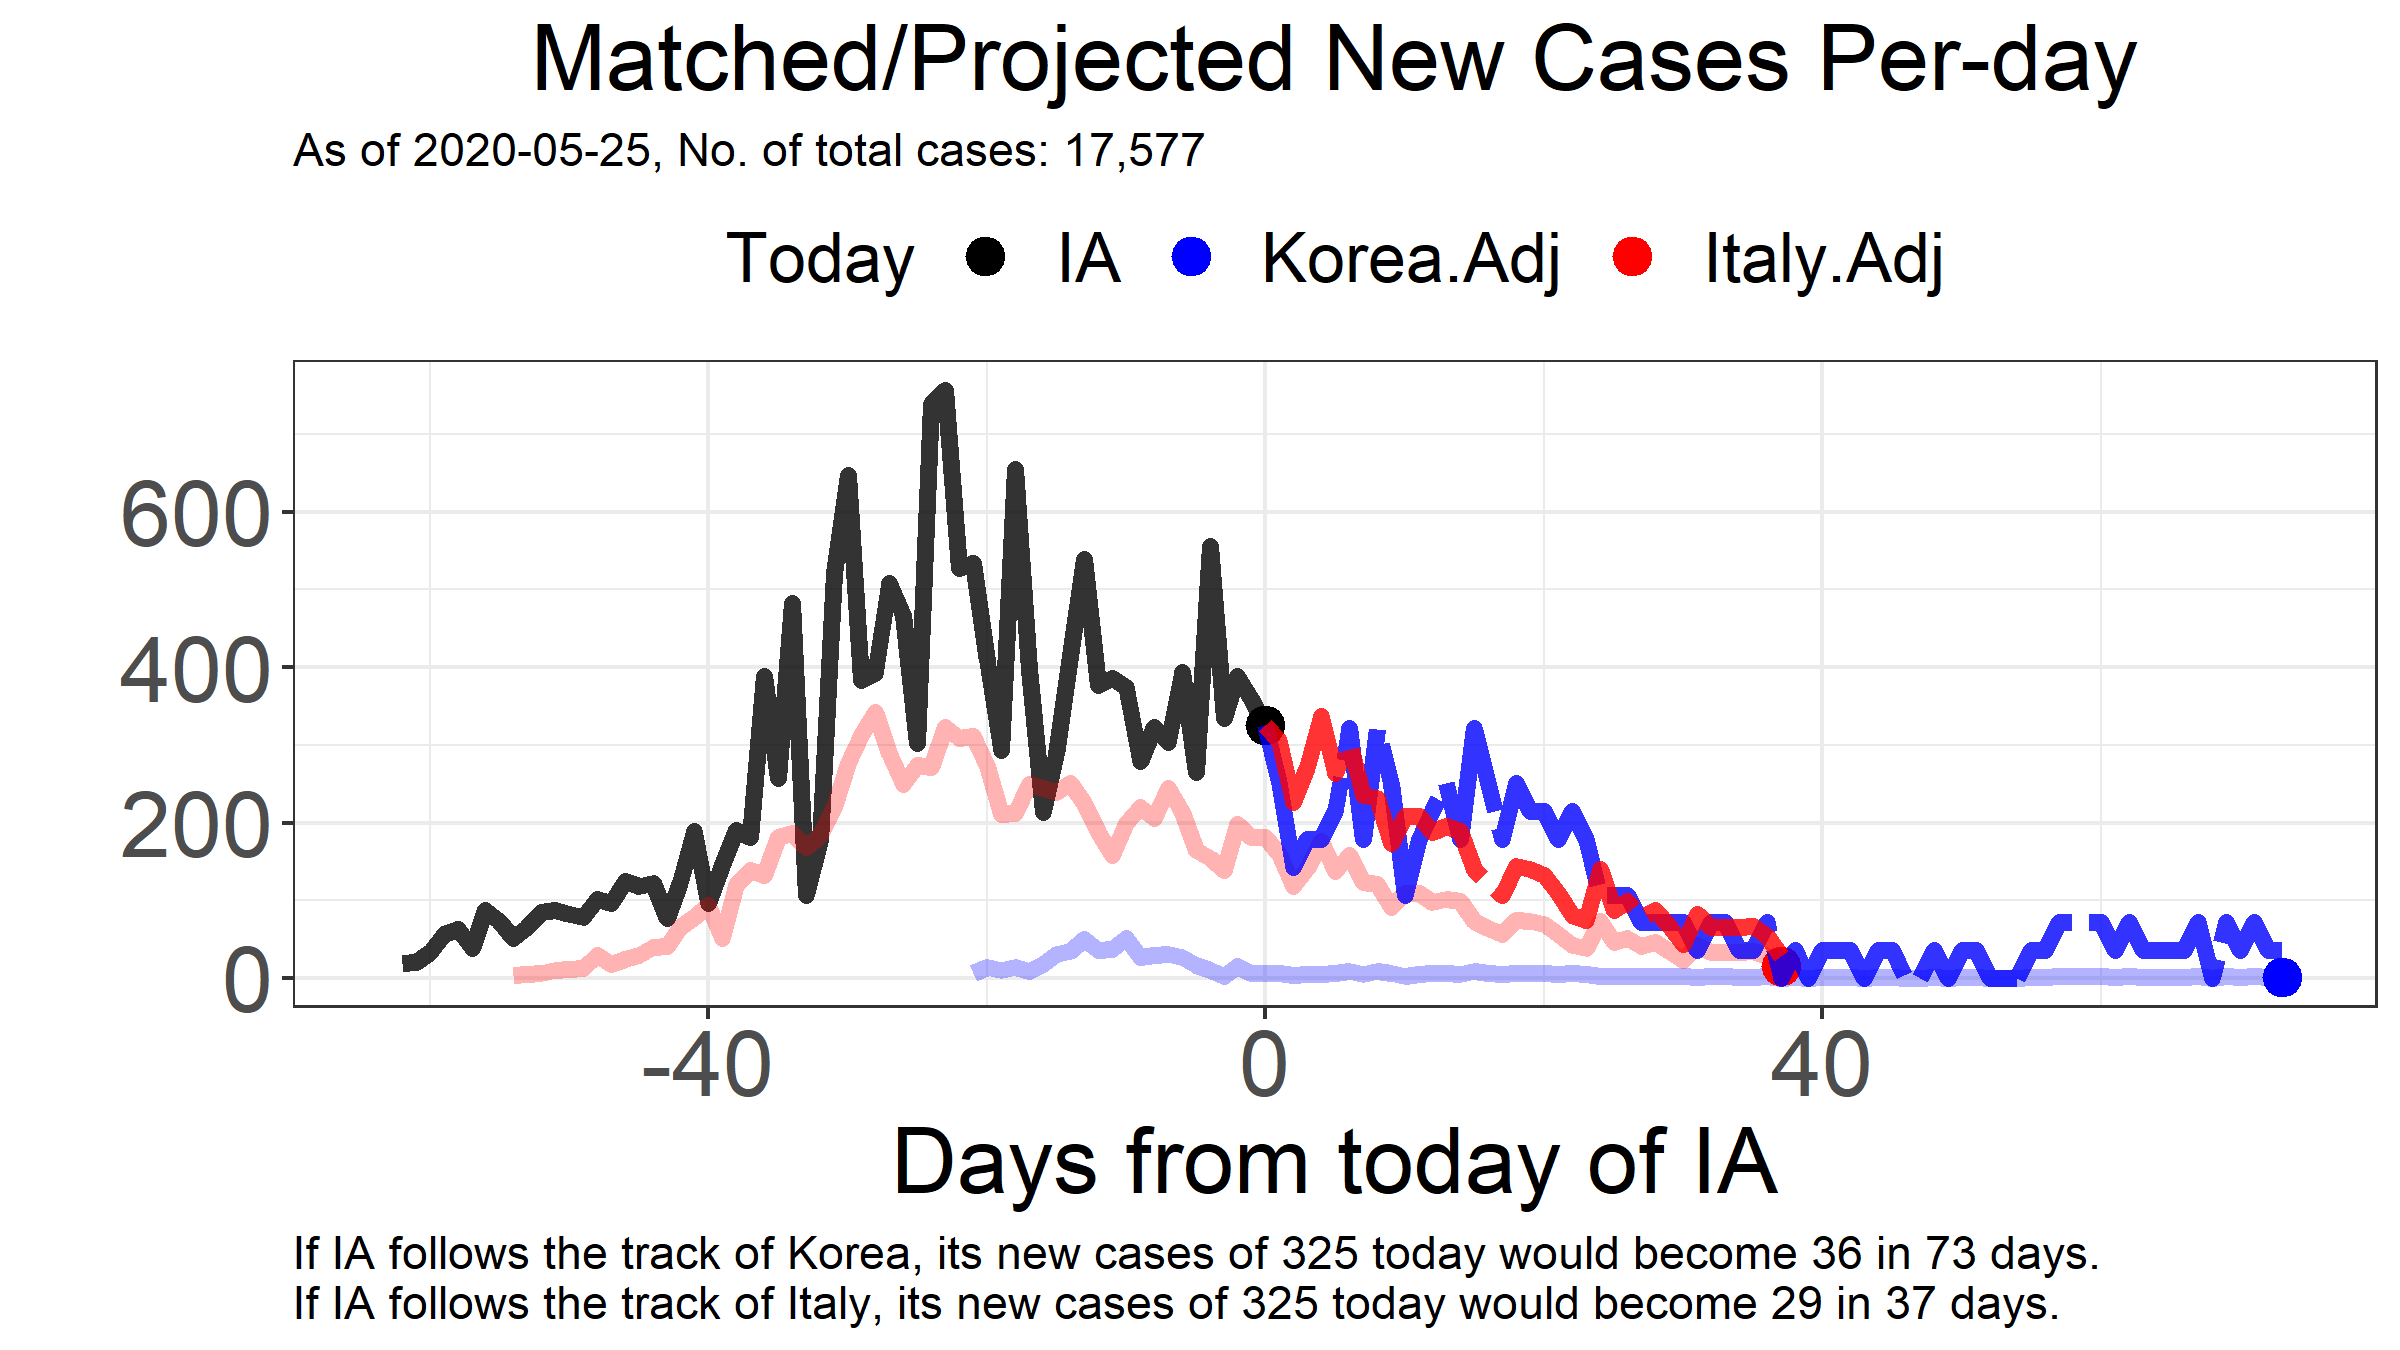 Matched/Projected New Cases Per-day
As of 2020-05-25, No. of total cases: 17,577
Today IA Korea.Adj Italy.Adj
600
400
200
0
-40 0 40
Days from today of IA
If IA follows the track of Korea, its new cases of 325 today would become 36 in 73 days.
If IA follows the track of Italy, its new cases of 325 today would become 29 in 37 days.